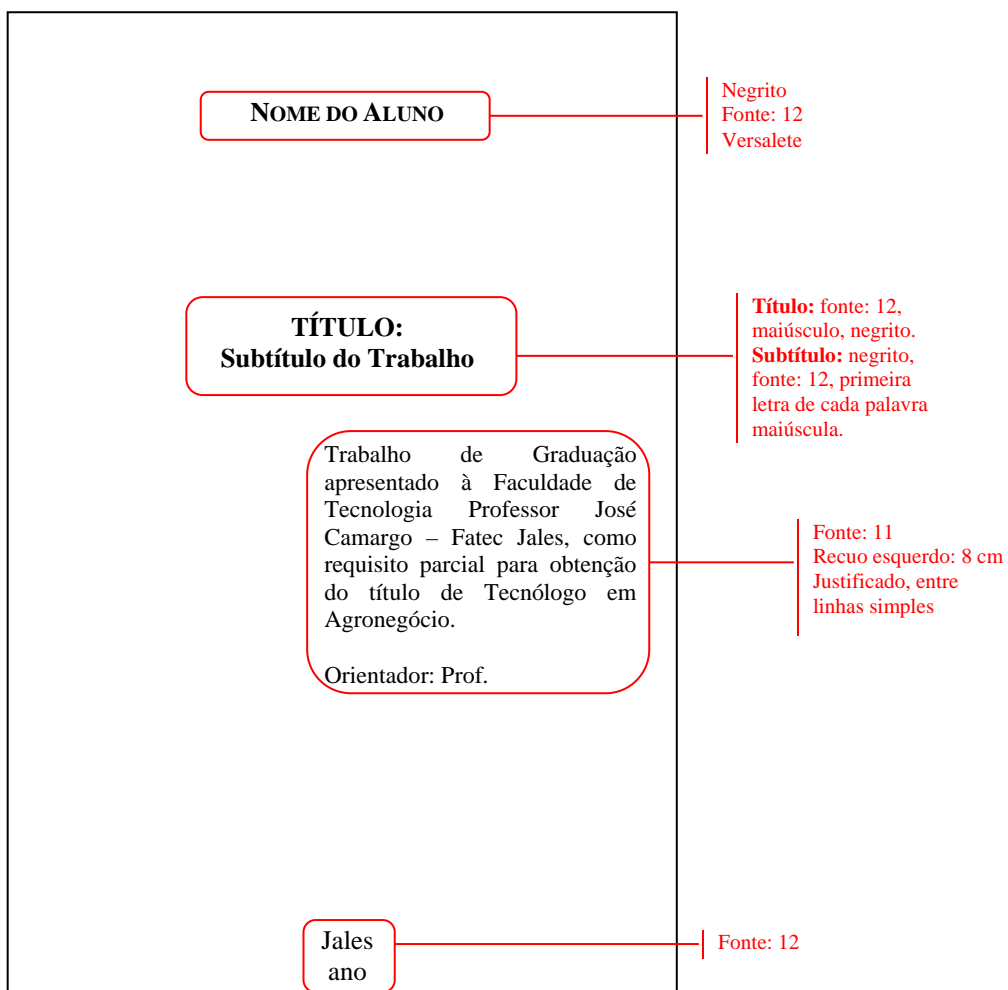 NOME DO ALUNO
Negrito
Fonte: 12
Versalete
TÍTULO:
Subtítulo do Trabalho
Título: fonte: 12,
maiúsculo, negrito.
Subtítulo: negrito,
fonte: 12, primeira
letra de cada palavra
maiúscula.
Trabalho de Graduação
apresentado à Faculdade de
Tecnologia Professor José
Camargo – Fatec Jales, como
requisito parcial para obtenção
do título de Tecnólogo em
Agronegócio.
Orientador: Prof.
Fonte: 11
Recuo esquerdo: 8 cm
Justificado, entre
linhas simples
Jales
ano
Fonte: 12